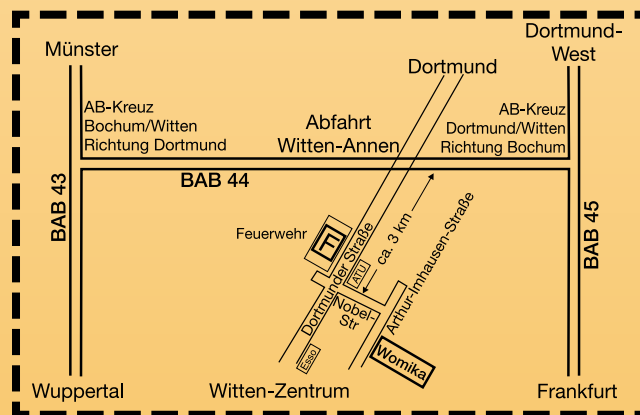 Münster
Dortmund-
West
Dortmund
AB-Kreuz
Bochum/Witten
Richtung Dortmund
Abfahrt
Witten-Annen
AB-Kreuz
Dortmund/Witten
Richtung Bochum
BAB 44
BAB 43
BAB 45
Feuerwehr
F
Dortmunder Straße
ATU
ca. 3 km
Arthur-Imhausen-Straße
Nobel-
Str
Esso
Womika
Wuppertal
Witten-Zentrum
Frankfurt